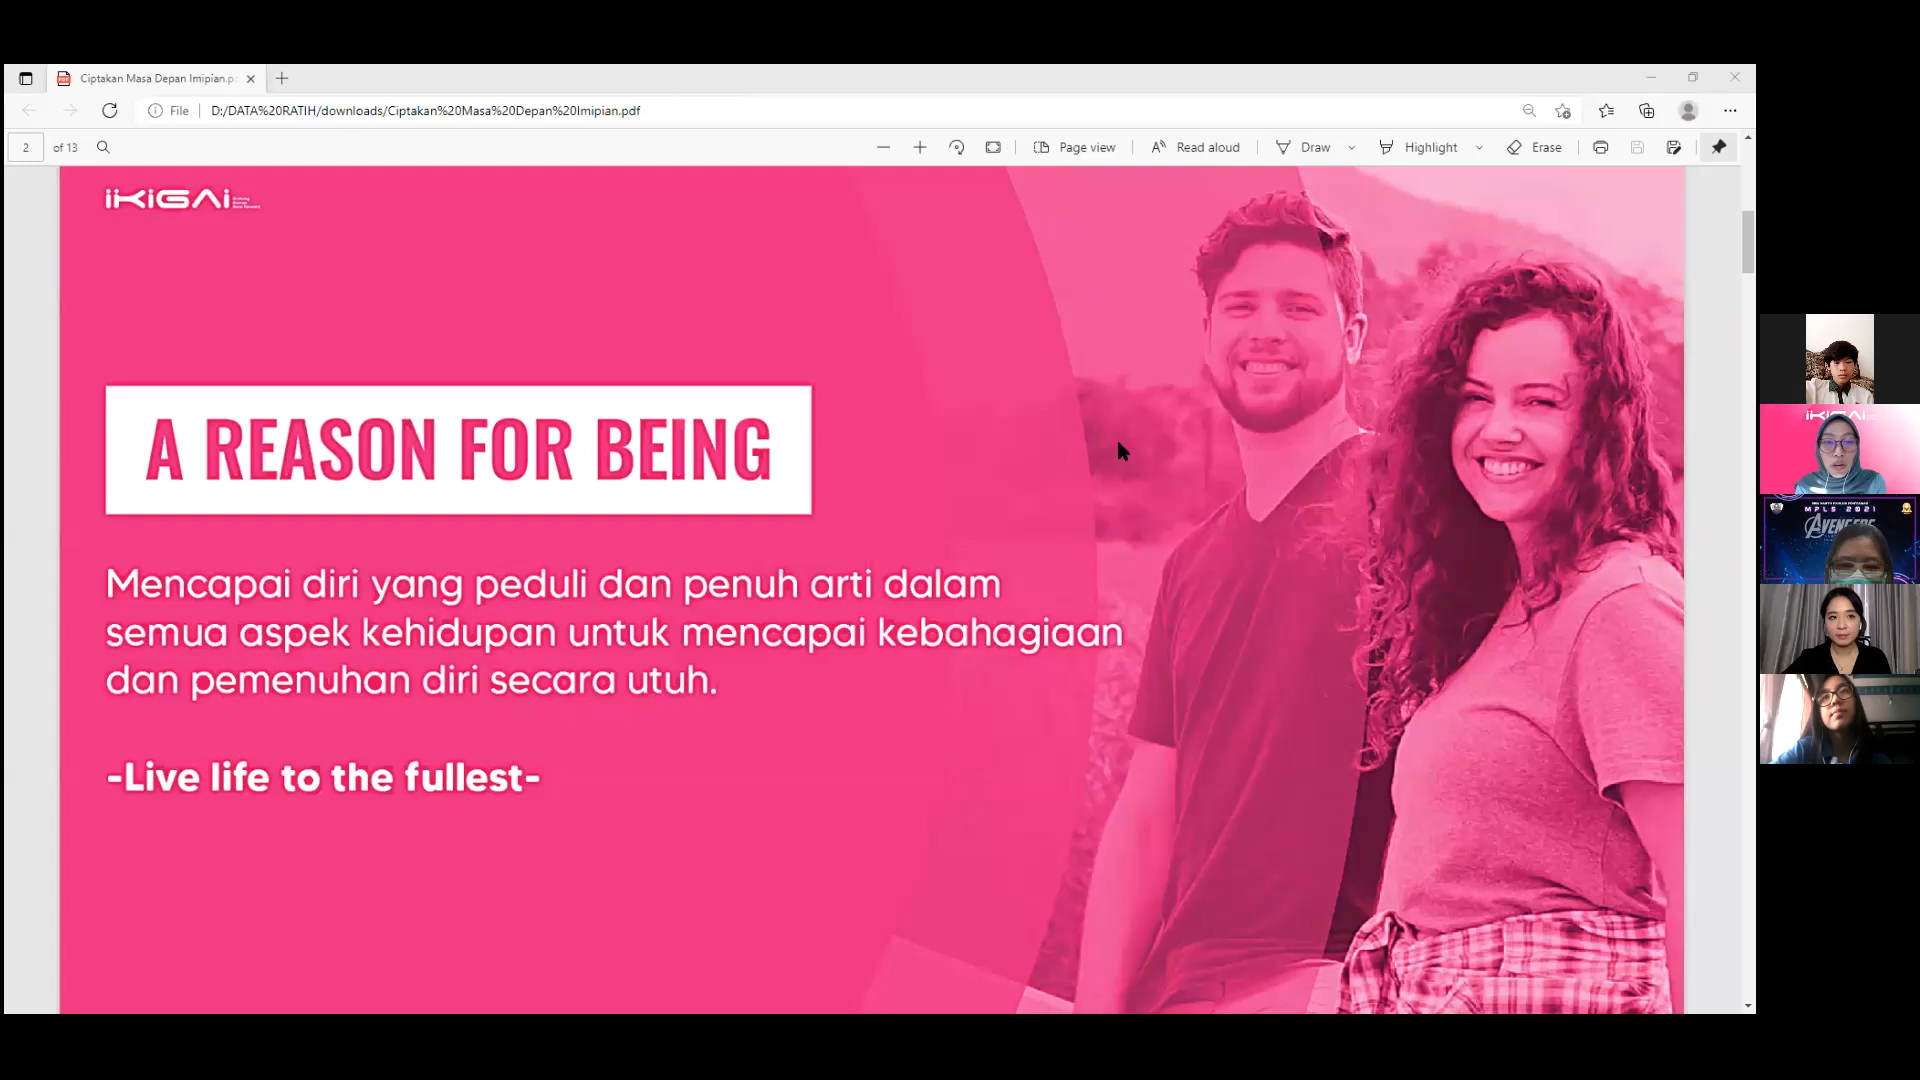 Ciptakan Masa Depan Imipian.p
File
D:/DATA%20RATIH/downloads/Ciptakan%20Masa%20Depan%20Imipian.pdf
2
of 13
Page view
Read aloud
Draw
Highlight
Erase
iKiGAi
A REASON FOR BEING
Mencapai diri yang peduli dan penuh arti dalam
semua aspek kehidupan untuk mencapai kebahagiaan
dan pemenuhan diri secara utuh.
-Live life to the fullest-
iKiGAi
MPLS 2021
AVENGERS